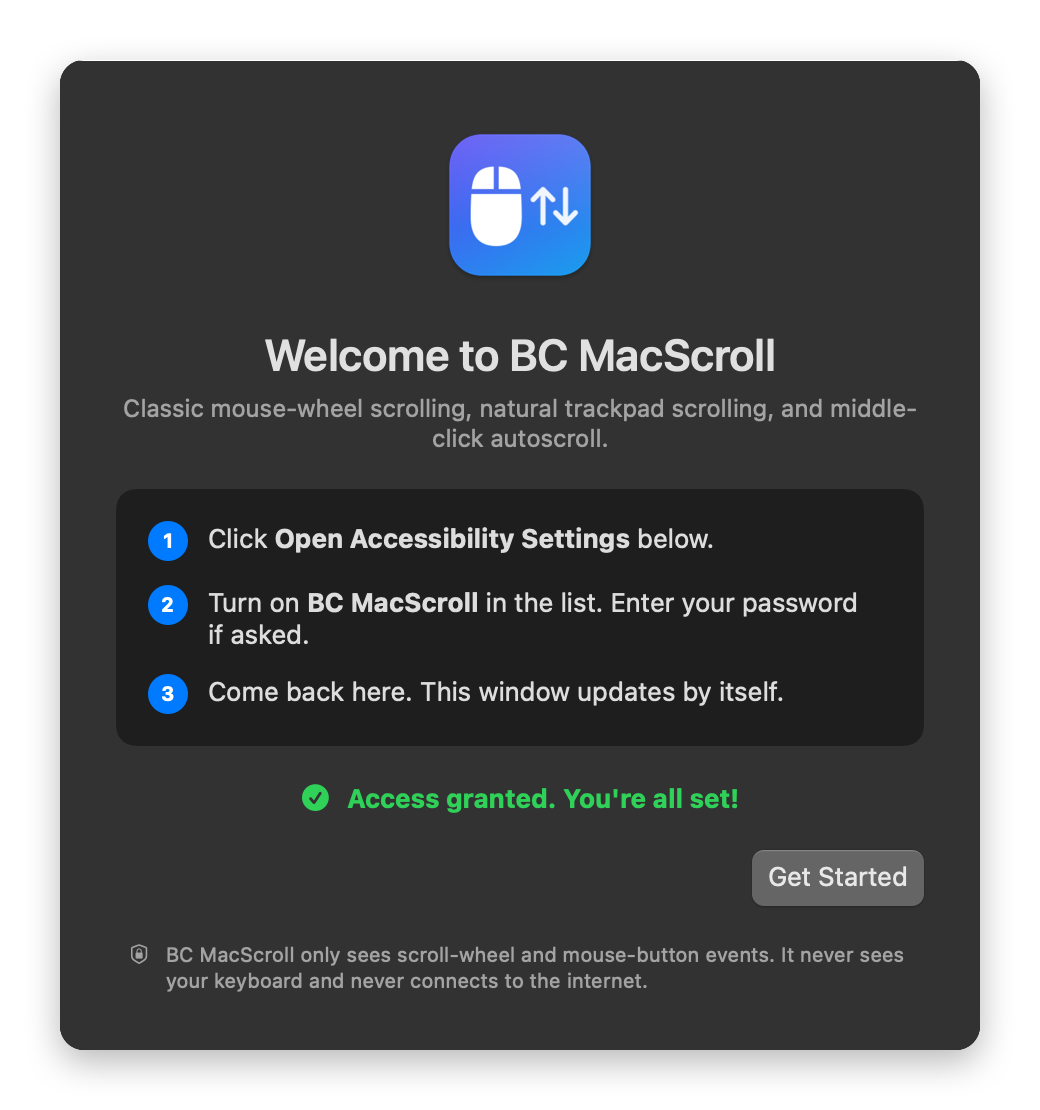 Welcome to BC MacScroll
Classic mouse-wheel scrolling, natural trackpad scrolling, and middle-
click autoscroll.
1 Click Open Accessibility Settings below.
2 Turn on BC MacScroll in the list. Enter your password
if asked.
3 Come back here. This window updates by itself.
Access granted. You're all set!
Get Started
BC MacScroll only sees scroll-wheel and mouse-button events. It never sees
your keyboard and never connects to the internet.